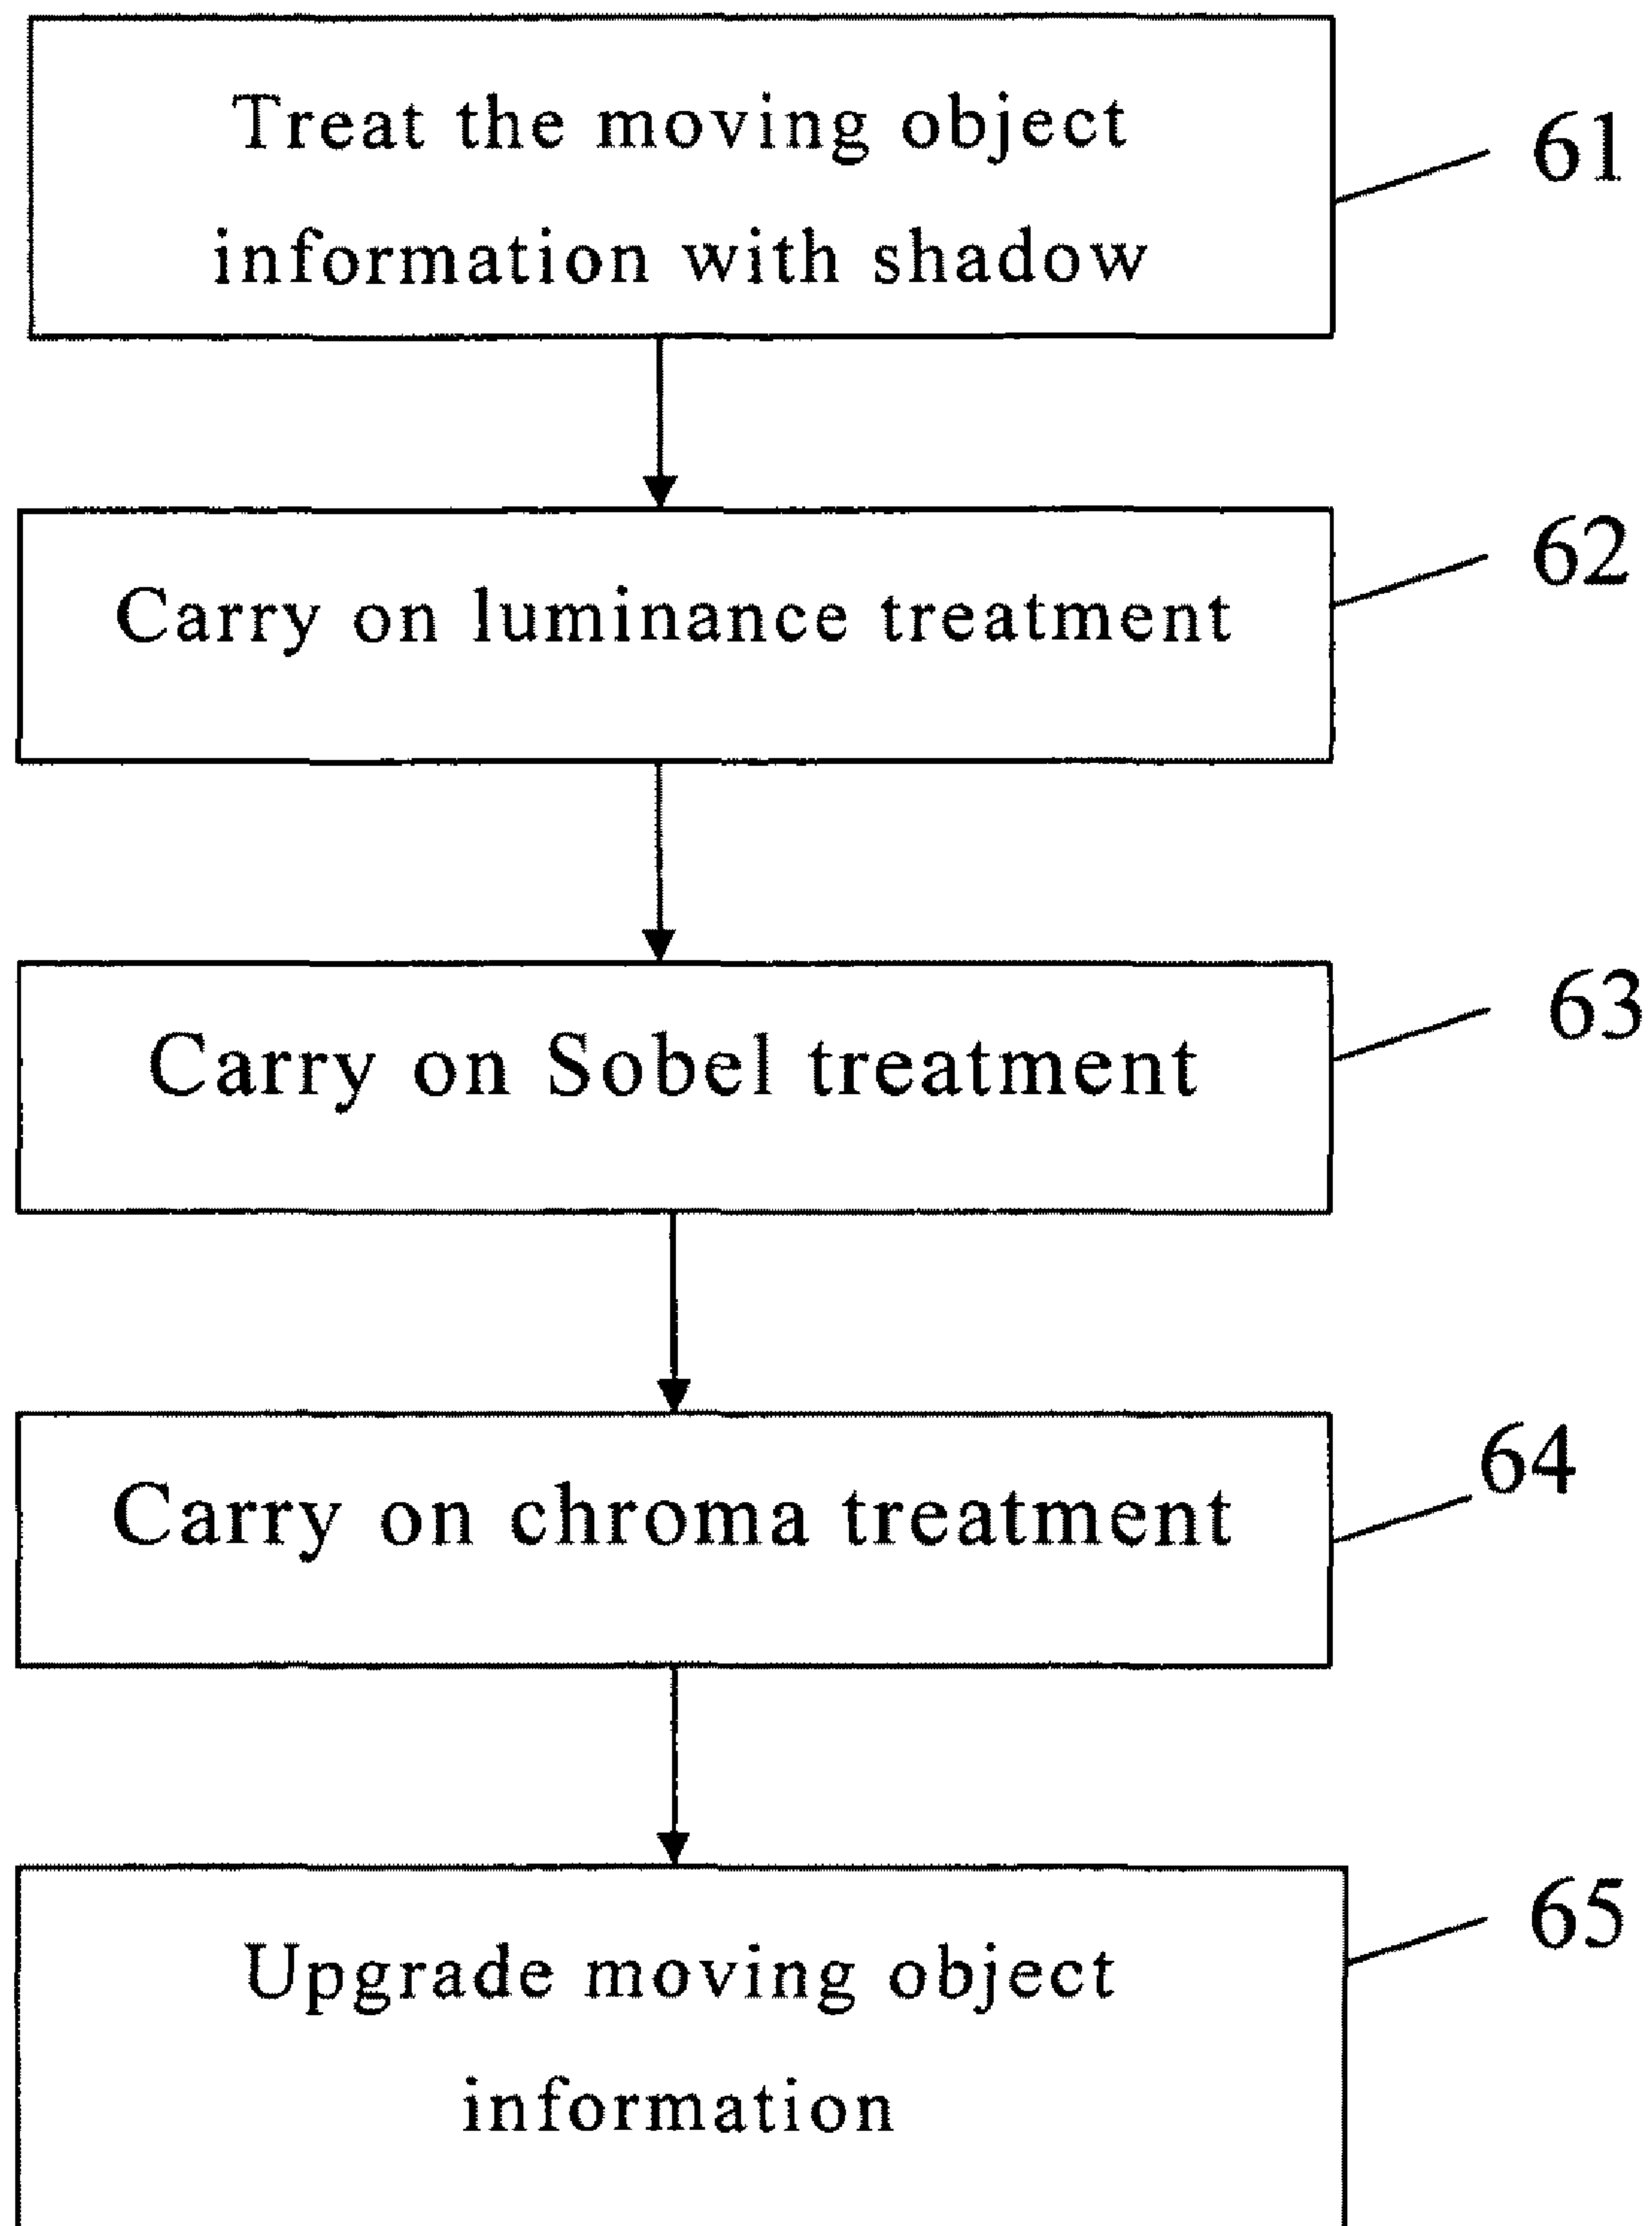 Treat the moving object
information with shadow
61
Carry on luminance treatment
62
Carry on Sobel treatment
63
Carry on chroma treatment
64
Upgrade moving object
information
65